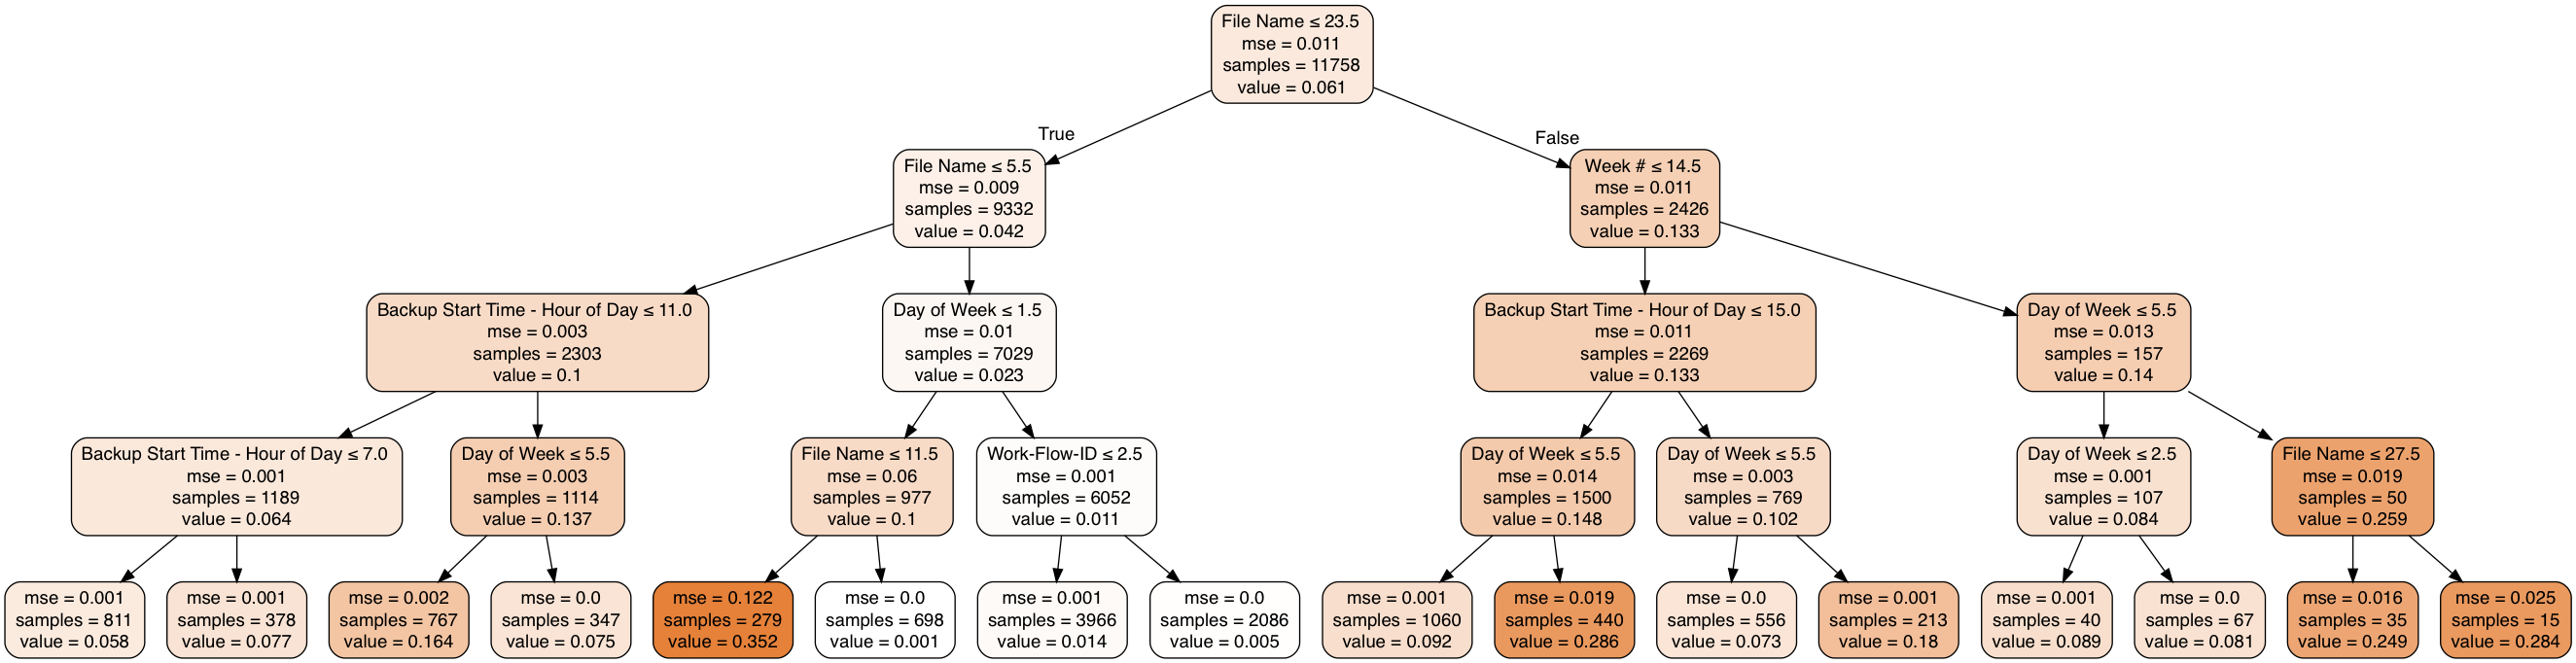 File Name ≤ 23.5
mse = 0.011
samples = 11758
value = 0.061
True
False
File Name ≤ 5.5
mse = 0.009
samples = 9332
value = 0.042
Week # ≤ 14.5
mse = 0.011
samples = 2426
value = 0.133
Backup Start Time - Hour of Day ≤ 11.0
mse = 0.003
samples = 2303
value = 0.1
Day of Week ≤ 1.5
mse = 0.01
samples = 7029
value = 0.023
Backup Start Time - Hour of Day ≤ 15.0
mse = 0.011
samples = 2269
value = 0.133
Day of Week ≤ 5.5
mse = 0.013
samples = 157
value = 0.14
Backup Start Time - Hour of Day ≤ 7.0
mse = 0.001
samples = 1189
value = 0.064
Day of Week ≤ 5.5
mse = 0.003
samples = 1114
value = 0.137
File Name ≤ 11.5
mse = 0.06
samples = 977
value = 0.1
Work-Flow-ID ≤ 2.5
mse = 0.001
samples = 6052
value = 0.011
Day of Week ≤ 5.5
mse = 0.014
samples = 1500
value = 0.148
Day of Week ≤ 5.5
mse = 0.003
samples = 769
value = 0.102
Day of Week ≤ 2.5
mse = 0.001
samples = 107
value = 0.084
File Name ≤ 27.5
mse = 0.019
samples = 50
value = 0.259
mse = 0.001
samples = 811
value = 0.058
mse = 0.001
samples = 378
value = 0.077
mse = 0.002
samples = 767
value = 0.164
mse = 0.0
samples = 347
value = 0.075
mse = 0.122
samples = 279
value = 0.352
mse = 0.0
samples = 698
value = 0.001
mse = 0.001
samples = 3966
value = 0.014
mse = 0.0
samples = 2086
value = 0.005
mse = 0.001
samples = 1060
value = 0.092
mse = 0.019
samples = 440
value = 0.286
mse = 0.0
samples = 556
value = 0.073
mse = 0.001
samples = 213
value = 0.18
mse = 0.001
samples = 40
value = 0.089
mse = 0.0
samples = 67
value = 0.081
mse = 0.016
samples = 35
value = 0.249
mse = 0.025
samples = 15
value = 0.284